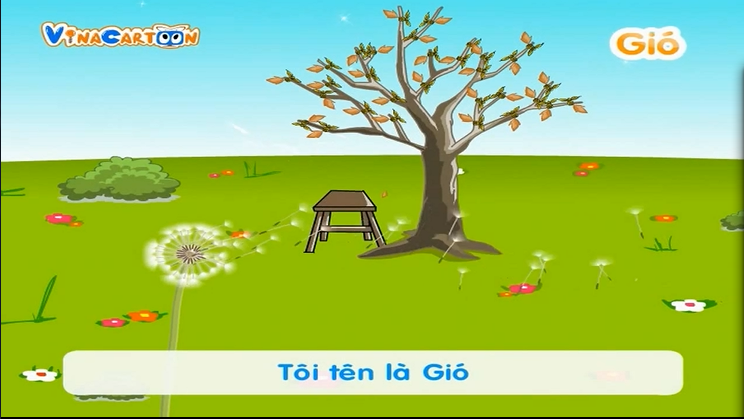 VINACARTOON
Gió
Tôi tên là Gió